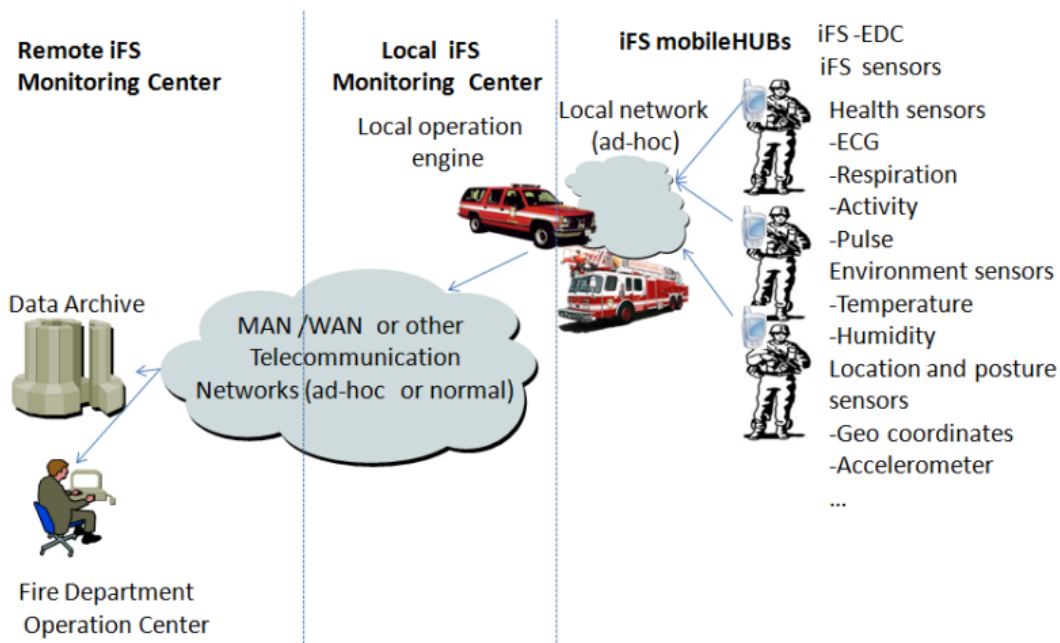 Remote iFS
Monitoring Center
Local iFS
Monitoring Center
iFS mobileHUBs
iFS -EDC
iFS sensors
Local operation
engine
Local network
(ad-hoc)
Health sensors
-ECG
-Respiration
-Activity
-Pulse
Environment sensors
-Temperature
-Humidity
Location and posture
sensors
-Geo coordinates
-Accelerometer
...
Data Archive
MAN /WAN or other
Telecommunication
Networks (ad-hoc or normal)
Fire Department
Operation Center